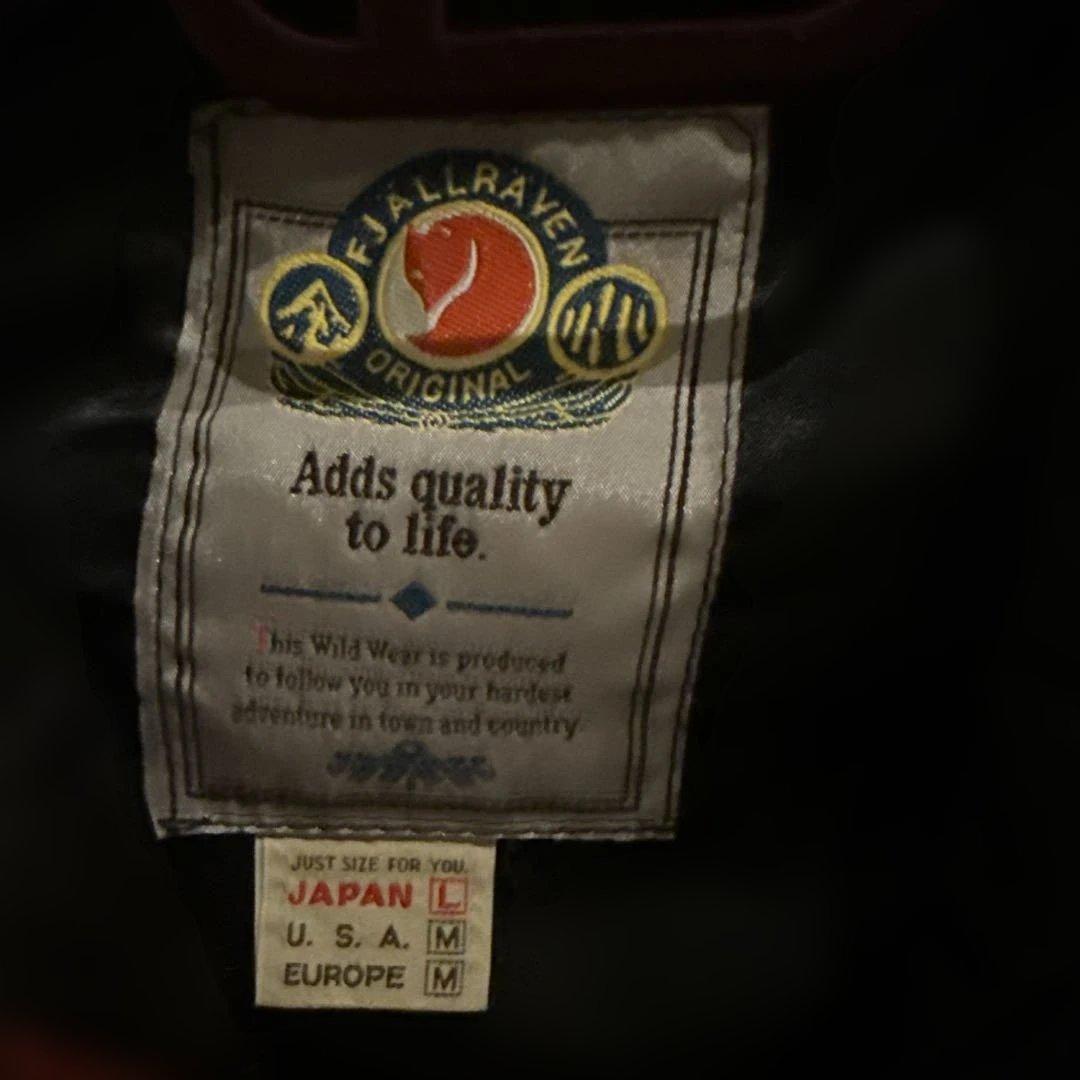 FJALLRAVEN
ORIGINAL
Adds quality
to life.
This Wild Wear is produced
to follow you in your hardest
adventure in town and country
JUST SIZE FOR YOU.
JAPAN L
U. S. A. M
EUROPE M